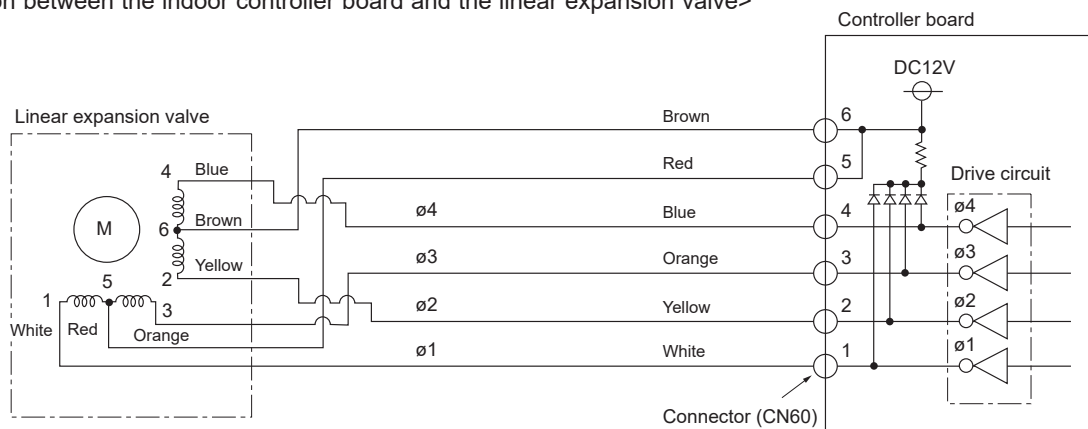 on between the indoor controller board and the linear expansion valve>
Controller board
DC12V
Linear expansion valve
Brown
6
Red
5
Drive circuit
4
Blue
ø4
Blue
4
ø4
M
6
Brown
ø3
Orange
3
ø3
Yellow
2
5
ø2
Yellow
2
ø2
1
3
White
Red
Orange
ø1
White
1
ø1
Connector (CN60)